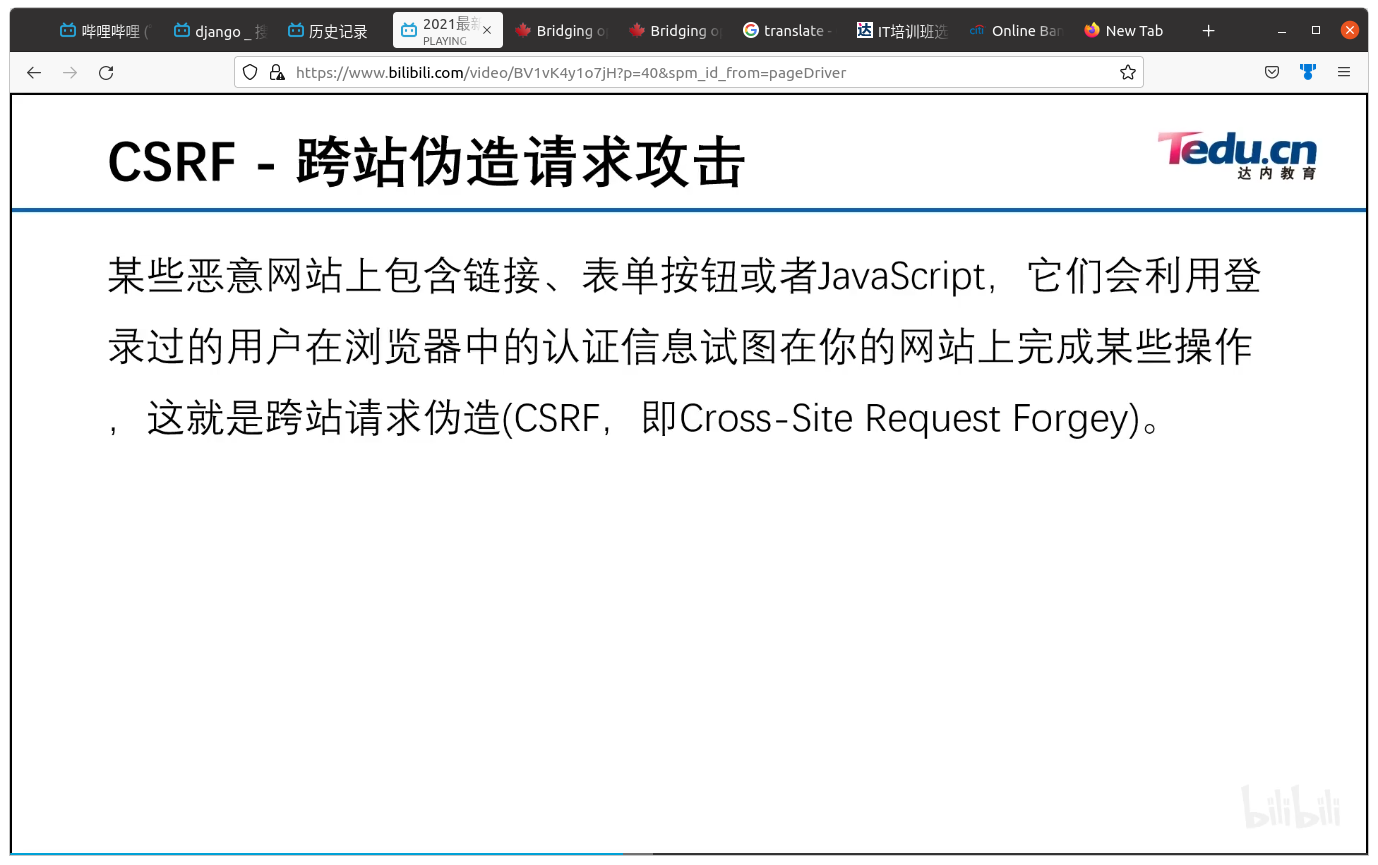 哔哩哔哩 (
django _ 搜
历史记录
2021最新
PLAYING
Bridging o
Bridging o
translate -
IT培训班选
citi
Online Ban
New Tab
https://www.bilibili.com/video/BV1vK4y1o7jH?p=40&spm_id_from=pageDriver
CSRF - 跨站伪造请求攻击
Tedu.cn
达内教育
某些恶意网站上包含链接、表单按钮或者JavaScript，它们会利用登
录过的用户在浏览器中的认证信息试图在你的网站上完成某些操作
，这就是跨站请求伪造(CSRF，即Cross-Site Request Forgey)。
bilibili